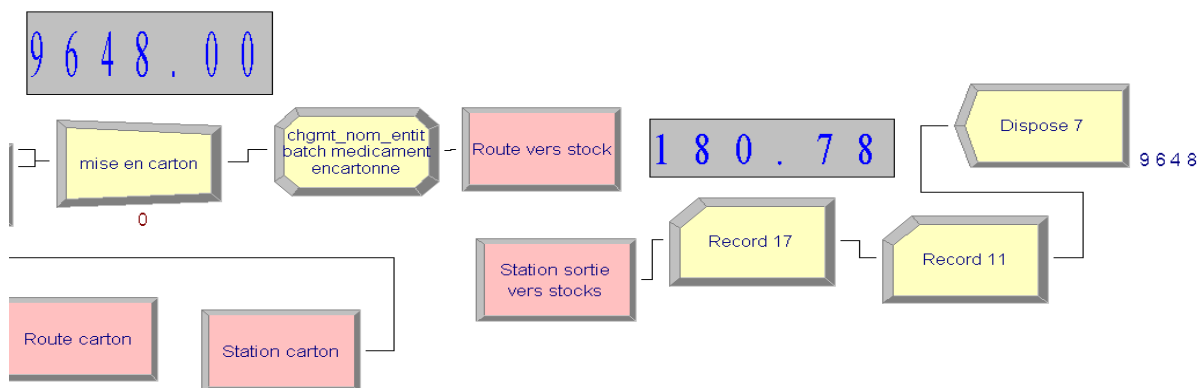 9648.00
mise en carton
0
chgmt_nom_entit
batch medicament
encartonne
Route vers stock
180.78
Dispose 7
9648
Station sortie
vers stocks
Record 17
Record 11
Route carton
Station carton